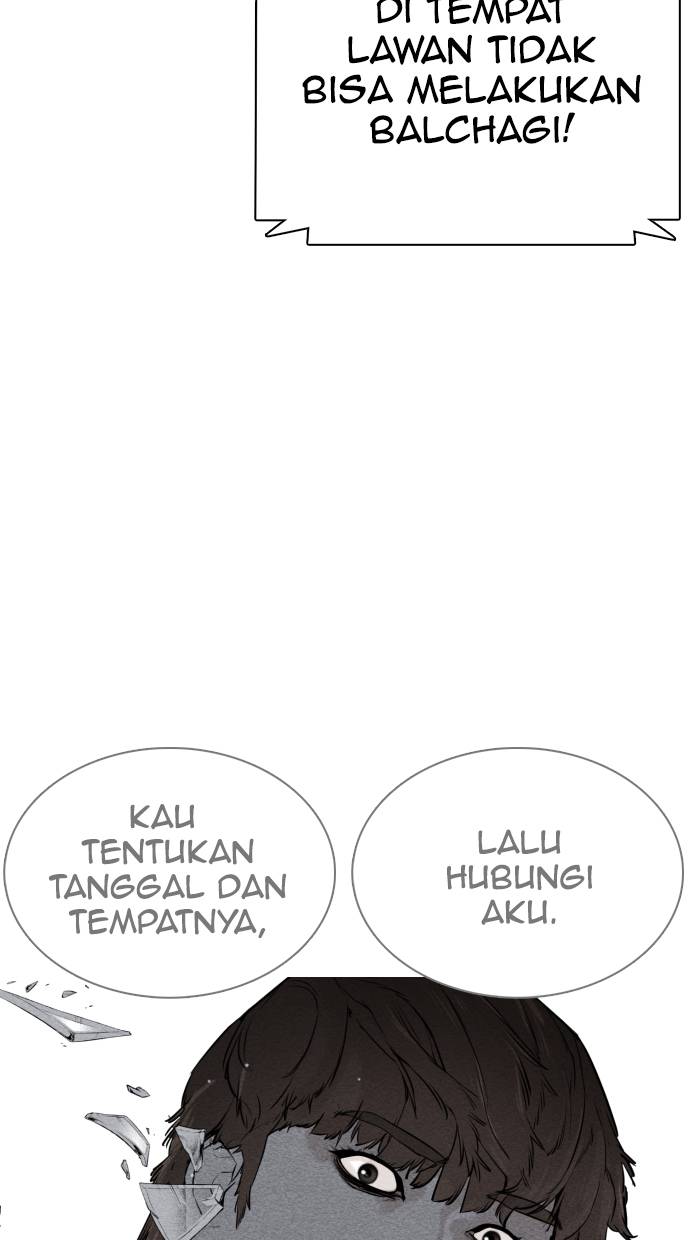 DI TEMPAT
LAWAN TIDAK
BISA MELAKUKAN
BALCHAGI!
KAU
TENTUKAN
TANGGAL DAN
TEMPATNYA,
LALU
HUBUNGI
AKU.